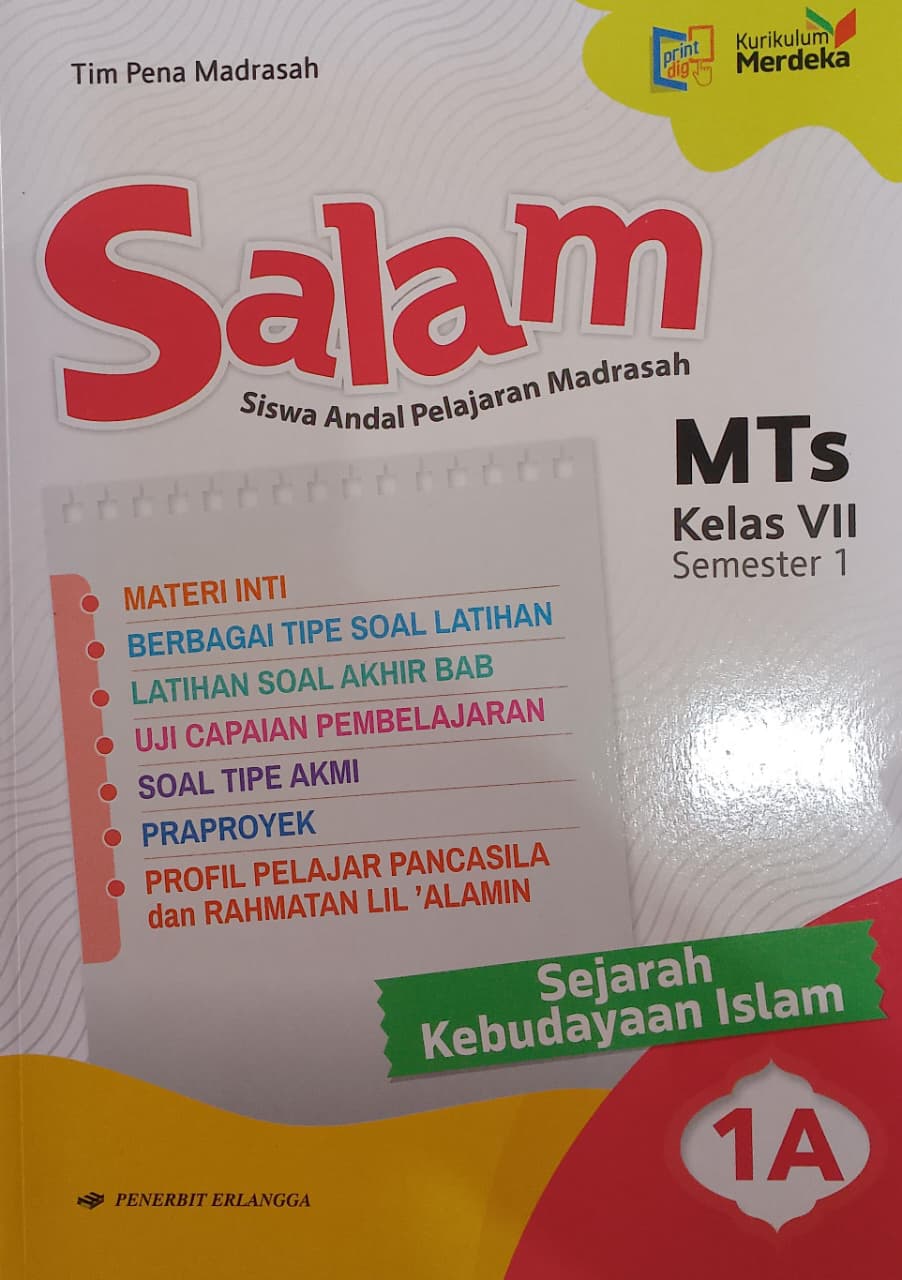 Tim Pena Madrasah
print
dig
Kurikulum
Merdeka
Salam
Siswa Andal Pelajaran Madrasah
MTs
Kelas VII
Semester 1
MATERI INTI
BERBAGAI TIPE SOAL LATIHAN
LATIHAN SOAL AKHIR BAB
UJI CAPAIAN PEMBELAJARAN
SOAL TIPE AKMI
PRAPROYEK
PROFIL PELAJAR PANCASILA
dan RAHMATAN LIL ’ALAMIN
Sejarah
Kebudayaan Islam
1A
PENERBIT ERLANGGA